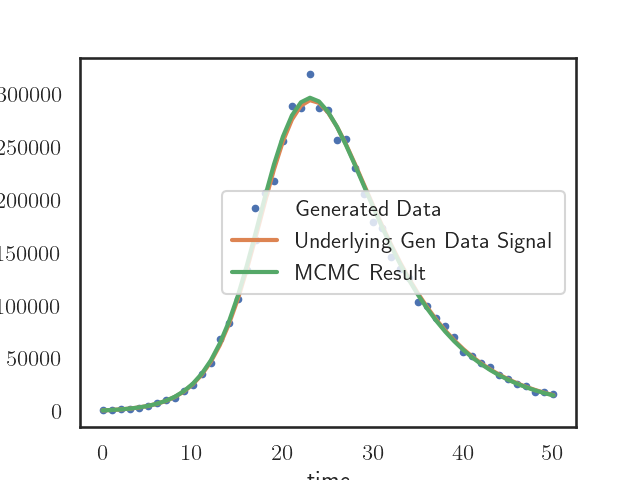 300000
250000
200000
150000
100000
50000
0
Generated Data
Underlying Gen Data Signal
MCMC Result
0 10 20 30 40 50
time